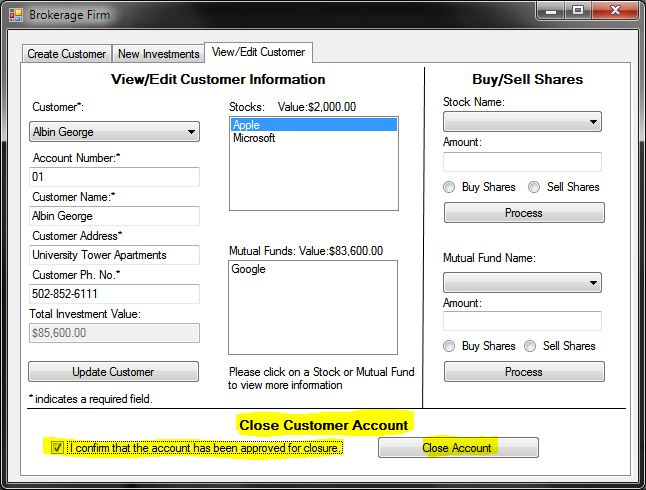 Brokerage Firm
Create Customer New Investments View/Edit Customer
View/Edit Customer Information
Customer*:
Albin George
Account Number:*
01
Customer Name:*
Albin George
Customer Address*
University Tower Apartments
Customer Ph. No.*
502-852-6111
Total Investment Value:
$85,600.00
Update Customer
* indicates a required field.
Stocks: Value:$2,000.00
Apple
Microsoft
Mutual Funds: Value:$83,600.00
Google
Please click on a Stock or Mutual Fund
to view more information
Buy/Sell Shares
Stock Name:
Amount:
Buy Shares Sell Shares
Process
Mutual Fund Name:
Amount:
Buy Shares Sell Shares
Process
Close Customer Account
I confirm that the account has been approved for closure.
Close Account